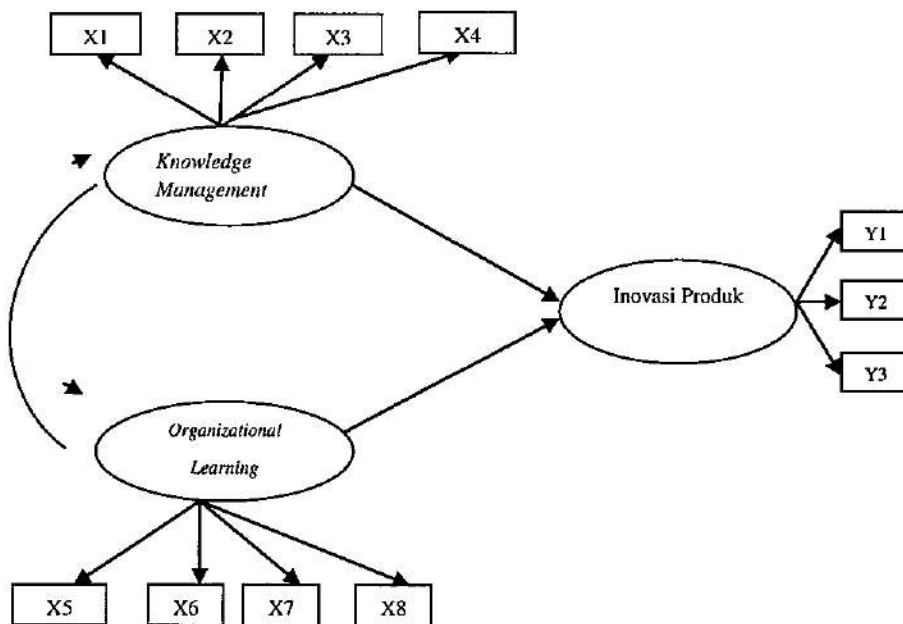 X1 X2 X3 X4
Knowledge
Management
Inovasi Produk
Y1
Y2
Y3
Organizational
Learning
X5 X6 X7 X8